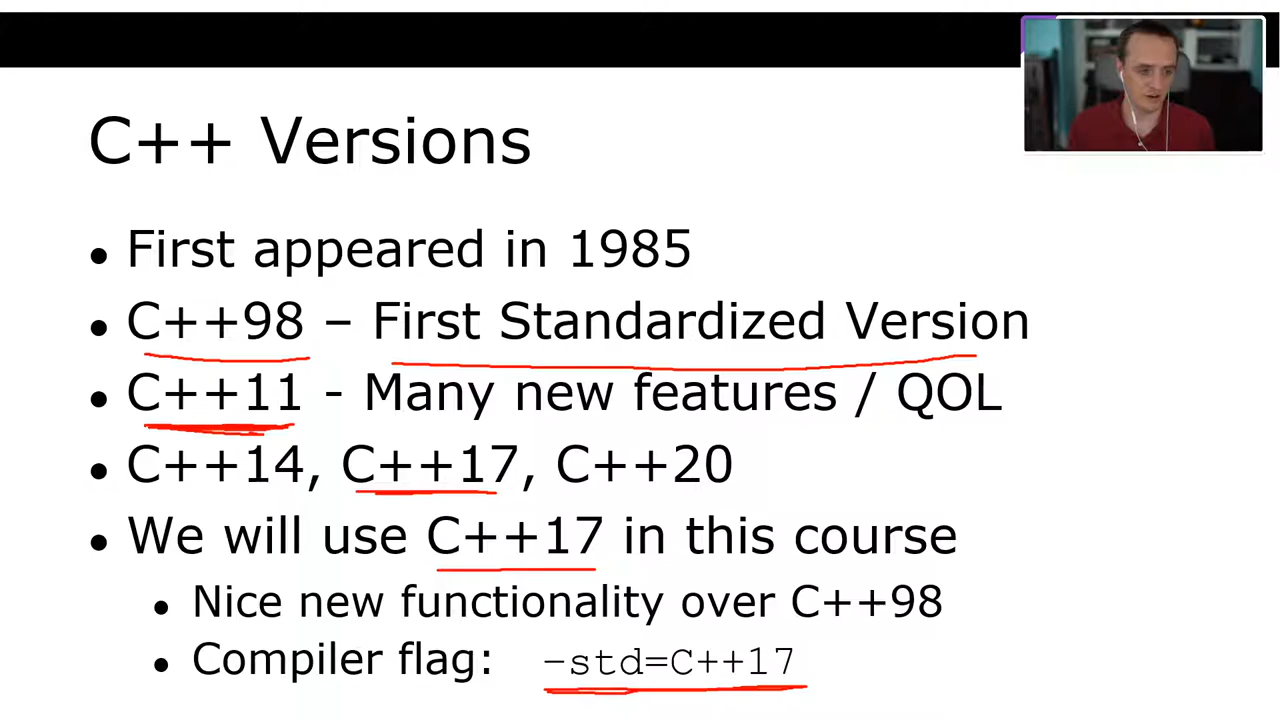 C++ Versions
• First appeared in 1985
• C++98 – First Standardized Version
• C++11 - Many new features / QOL
• C++14, C++17, C++20
• We will use C++17 in this course
• Nice new functionality over C++98
• Compiler flag: –std=C++17